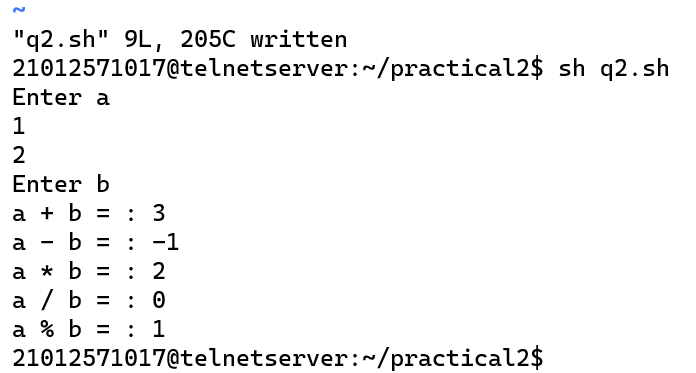 ~
"q2.sh" 9L, 205C written
21012571017@telnetserver:~/practical2$ sh q2.sh
Enter a
1
2
Enter b
a + b = : 3
a - b = : -1
a * b = : 2
a / b = : 0
a % b = : 1
21012571017@telnetserver:~/practical2$